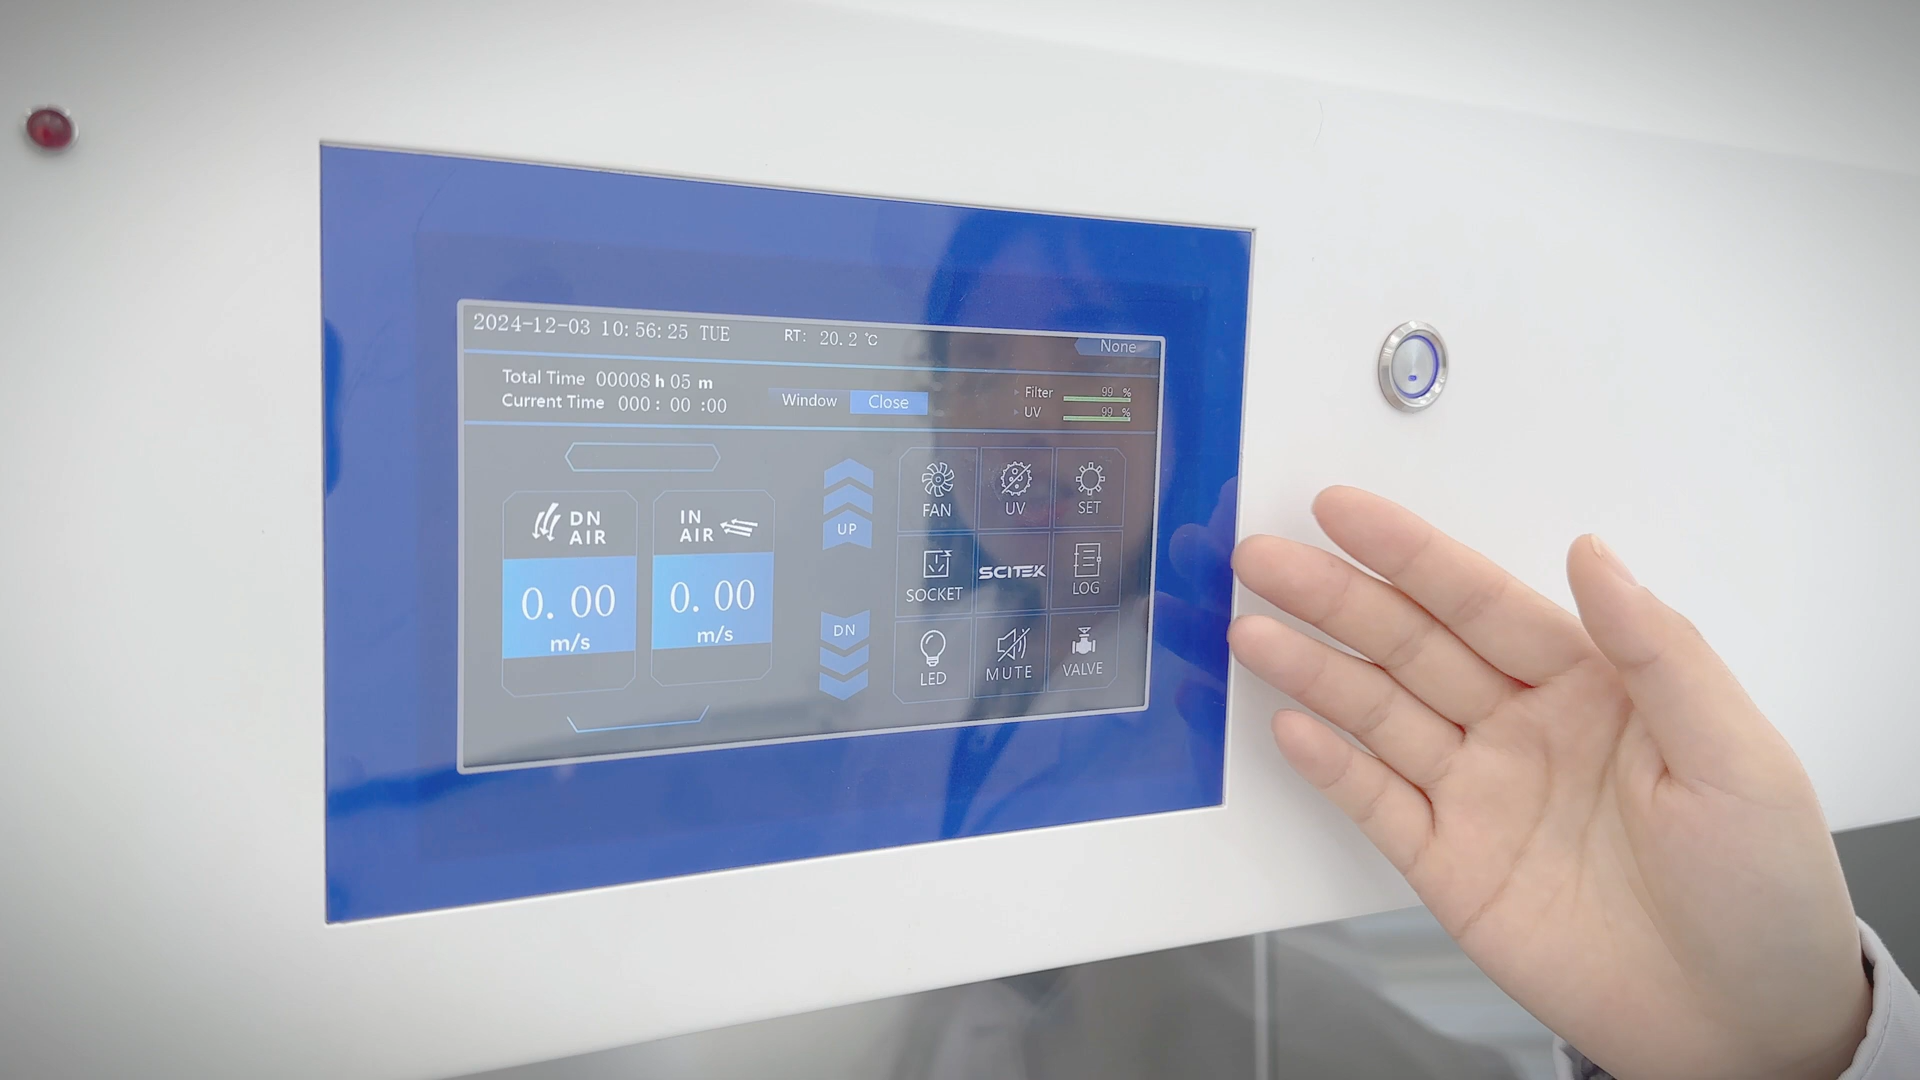 2024-12-03 10:56:25 TUE RT: 20.2 ℃ None
Total Time 00008 h 05 m
Current Time 000: 00 :00
Window Close
Filter 99 %
UV 99 %
DN AIR
0.00
m/s
IN AIR
0.00
m/s
UP
DN
FAN UV SET
SOCKET SCITEK LOG
LED MUTE VALVE